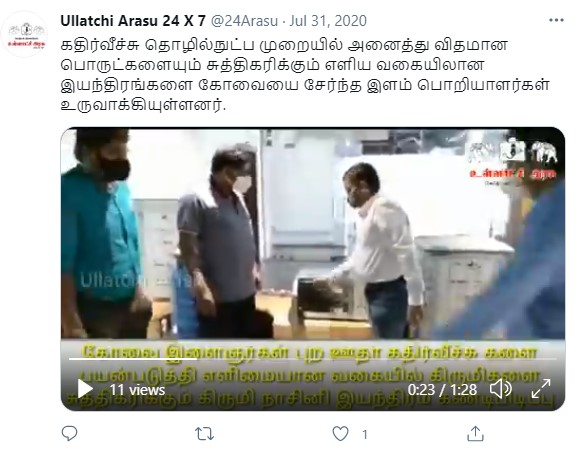 Ullatchi Arasu 24 X 7 @24Arasu · Jul 31, 2020
கதிர்வீச்சு தொழில்நுட்ப முறையில் அனைத்து விதமான
பொருட்களையும் சுத்திகரிக்கும் எளிய வகையிலான
இயந்திரங்களை கோவையை சேர்ந்த இளம் பொறியாளர்கள்
உருவாக்கியுள்ளனர்.
உள்ளாட்சி அரசு
Ullatchi Arasu
கோவை இளைஞர்கள் புற ஊதா கதிர்வீச்சு களை
பயன்படுத்தி எளிமையான வகையில் கிருமிகளை
சுத்திகரிக்கும் கிருமி நாசினி இயந்திரம் கண்டுபிடிப்பு
11 views
0:23 / 1:28
1